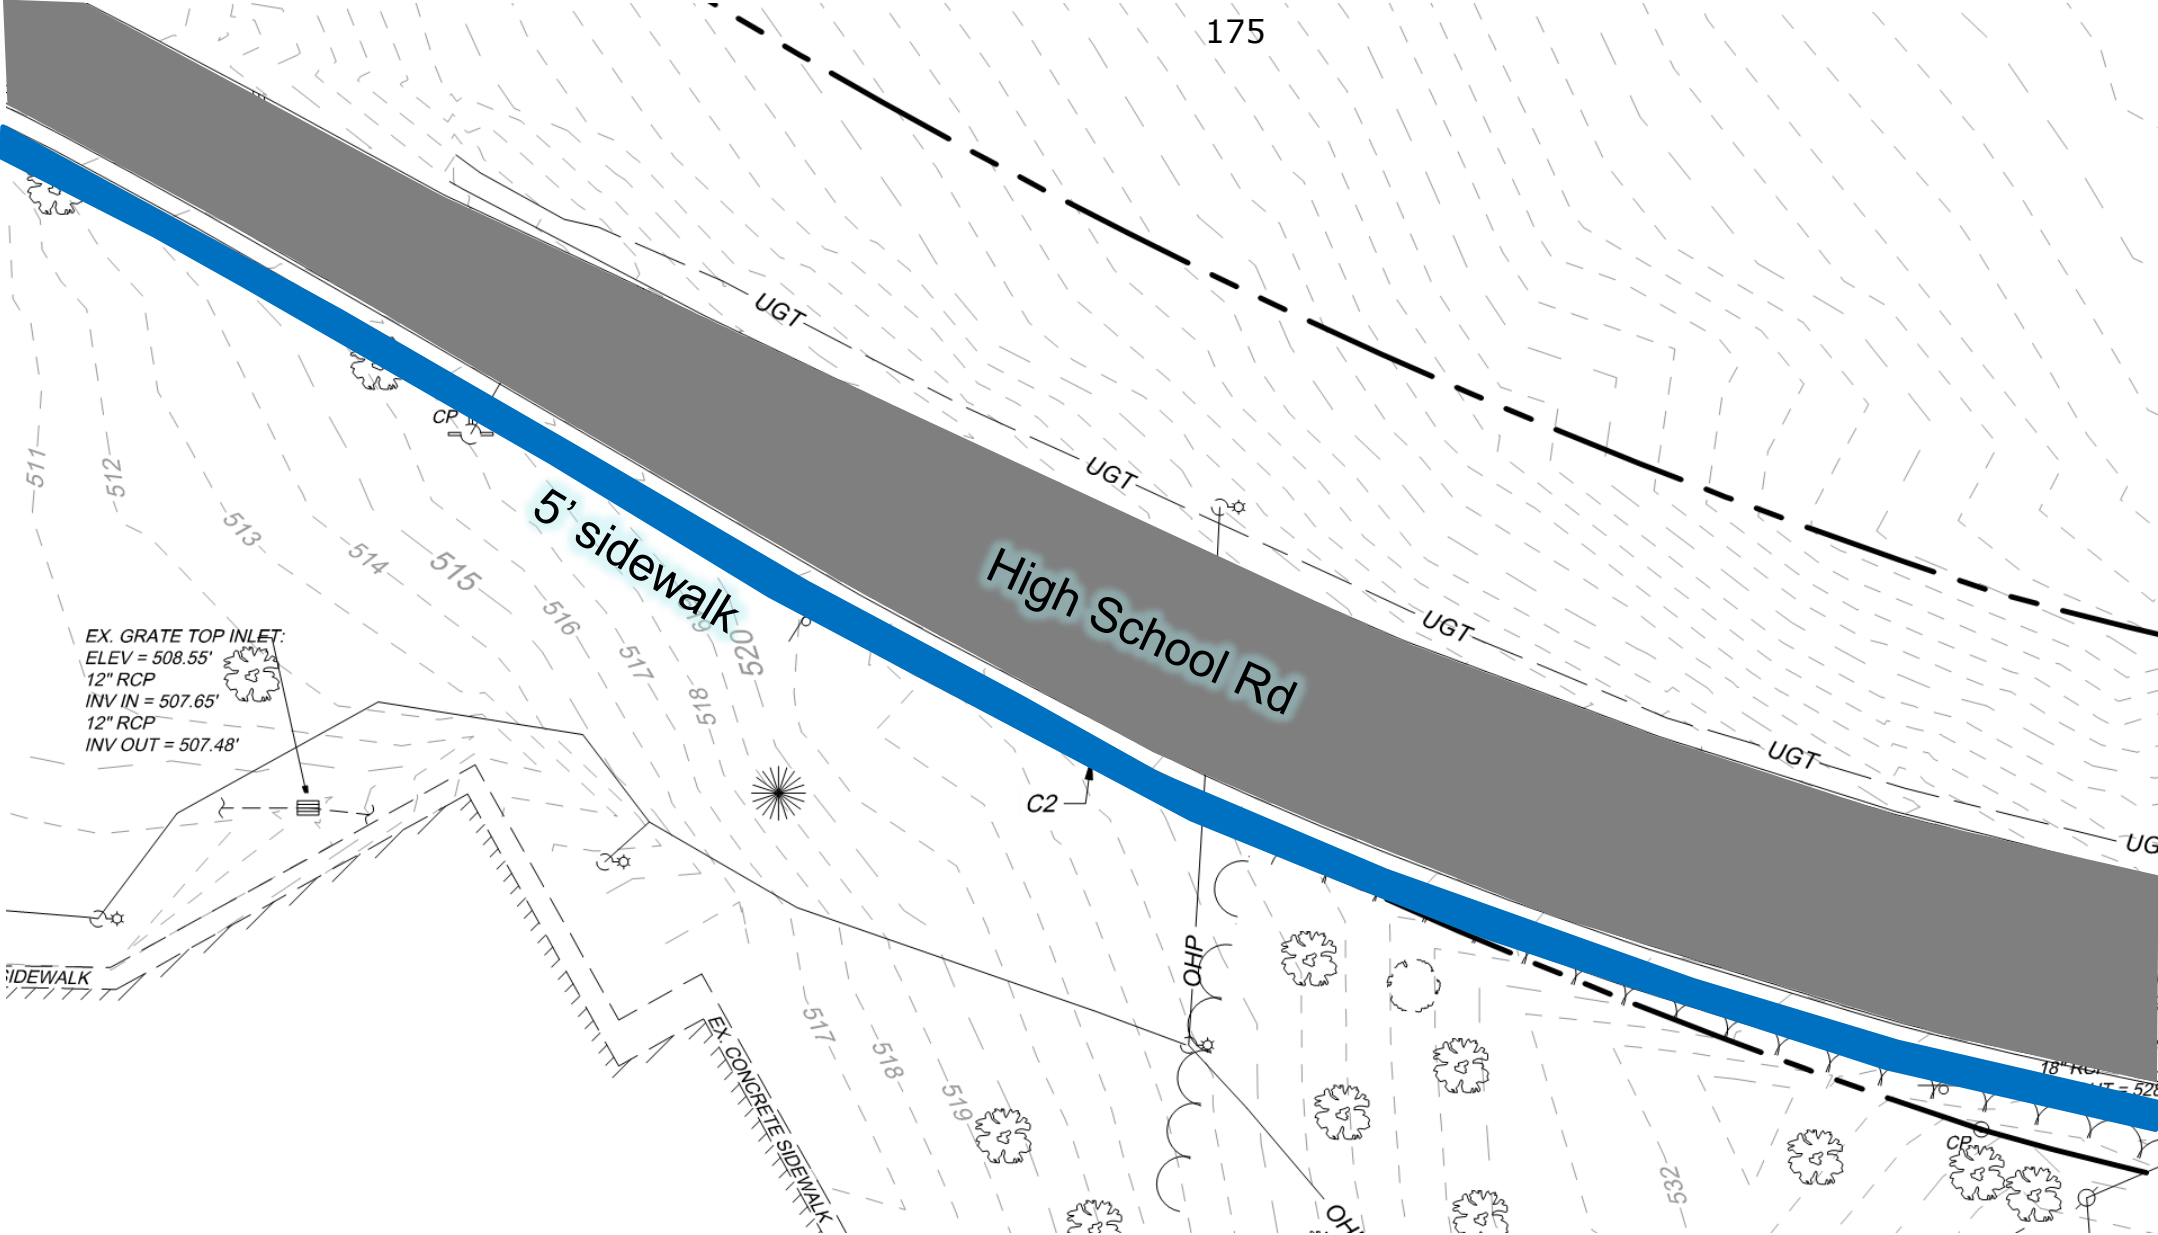 175
UGT
UGT
UGT
UGT
CP
511
512
513
514
515
516
517
518
520
5' sidewalk
High School Rd
EX. GRATE TOP INLET:
ELEV = 508.55'
12" RCP
INV IN = 507.65'
12" RCP
INV OUT = 507.48'
C2
OHP
SIDEWALK
EX. CONCRETE SIDEWALK
517
518
519
532
18"
= 528
CP